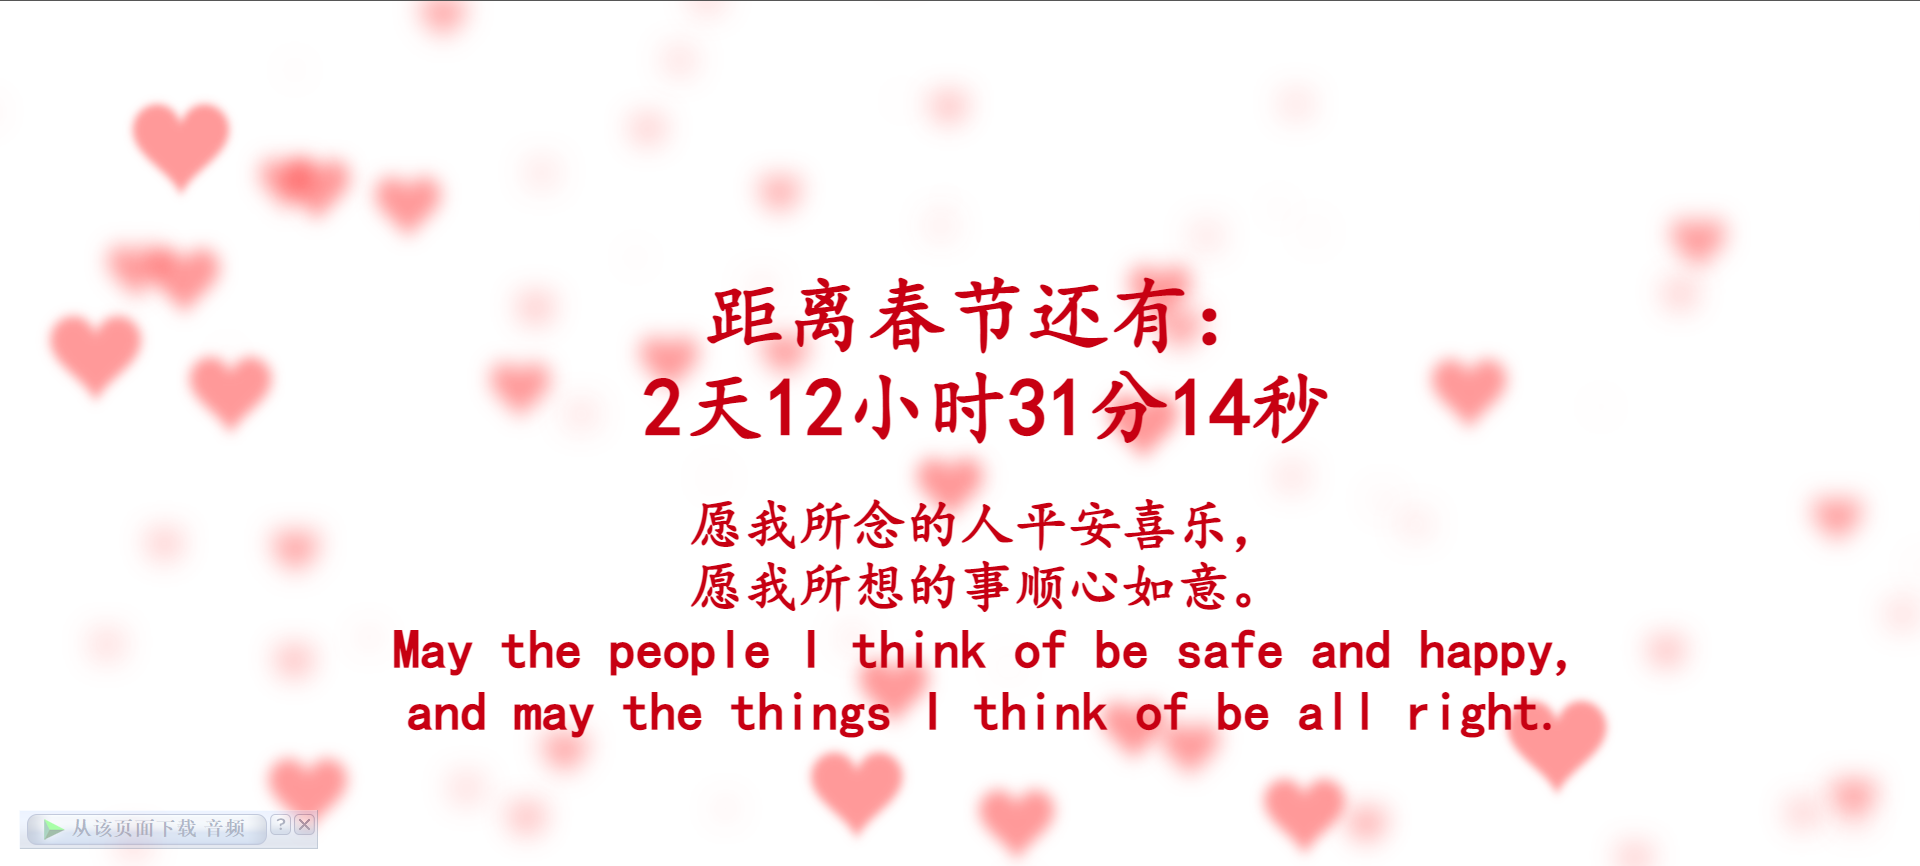 距离春节还有：
2天12小时31分14秒
愿我所念的人平安喜乐，
愿我所想的事顺心如意。
May the people I think of be safe and happy,
and may the things I think of be all right.
从该页面下载 音频 ? ×